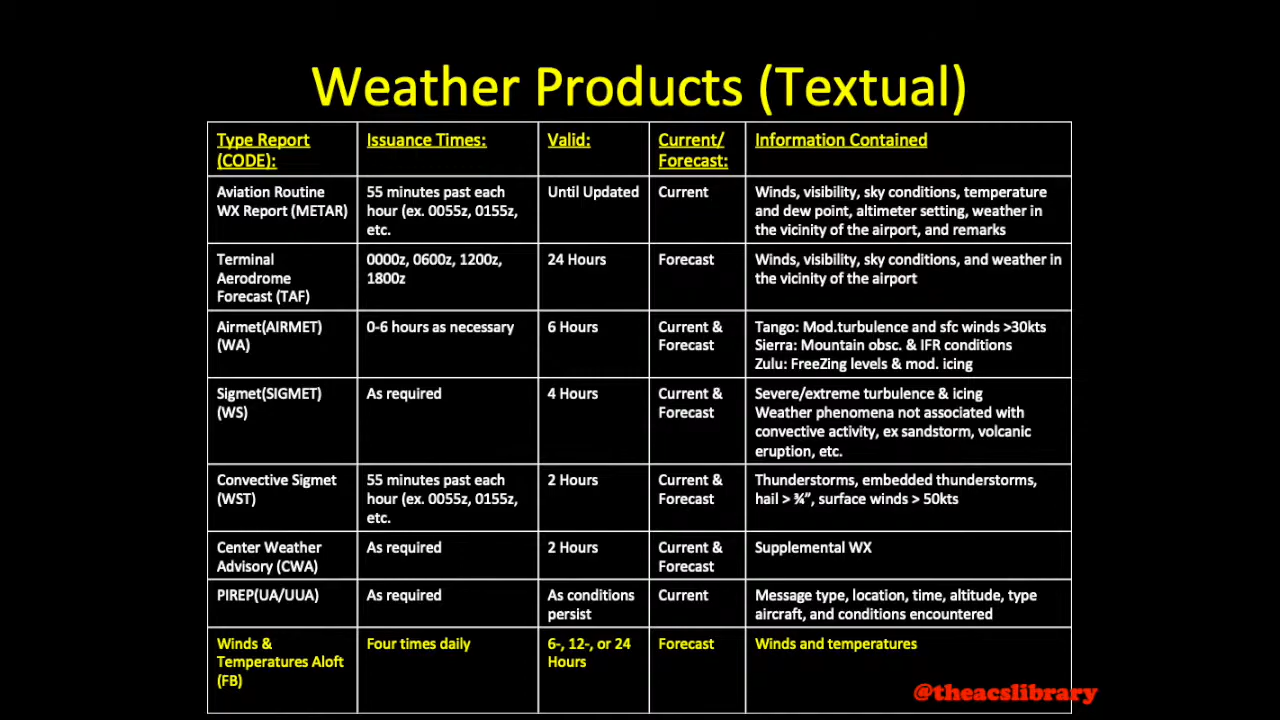 Weather Products (Textual)
Type Report
(CODE):
Issuance Times:
Valid:
Current/
Forecast:
Information Contained
Aviation Routine
WX Report (METAR)
55 minutes past each
hour (ex. 0055z, 0155z,
etc.
Until Updated
Current
Winds, visibility, sky conditions, temperature
and dew point, altimeter setting, weather in
the vicinity of the airport, and remarks
Terminal
Aerodrome
Forecast (TAF)
0000z, 0600z, 1200z,
1800z
24 Hours
Forecast
Winds, visibility, sky conditions, and weather in
the vicinity of the airport
Airmet(AIRMET)
(WA)
0-6 hours as necessary
6 Hours
Current &
Forecast
Tango: Mod.turbulence and sfc winds >30kts
Sierra: Mountain obsc. & IFR conditions
Zulu: FreeZing levels & mod. icing
Sigmet(SIGMET)
(WS)
As required
4 Hours
Current &
Forecast
Severe/extreme turbulence & icing
Weather phenomena not associated with
convective activity, ex sandstorm, volcanic
eruption, etc.
Convective Sigmet
(WST)
55 minutes past each
hour (ex. 0055z, 0155z,
etc.
2 Hours
Current &
Forecast
Thunderstorms, embedded thunderstorms,
hail > ¾”, surface winds > 50kts
Center Weather
Advisory (CWA)
As required
2 Hours
Current &
Forecast
Supplemental WX
PIREP(UA/UUA)
As required
As conditions
persist
Current
Message type, location, time, altitude, type
aircraft, and conditions encountered
Winds &
Temperatures Aloft
(FB)
Four times daily
6-, 12-, or 24
Hours
Forecast
Winds and temperatures
@theacslibrary